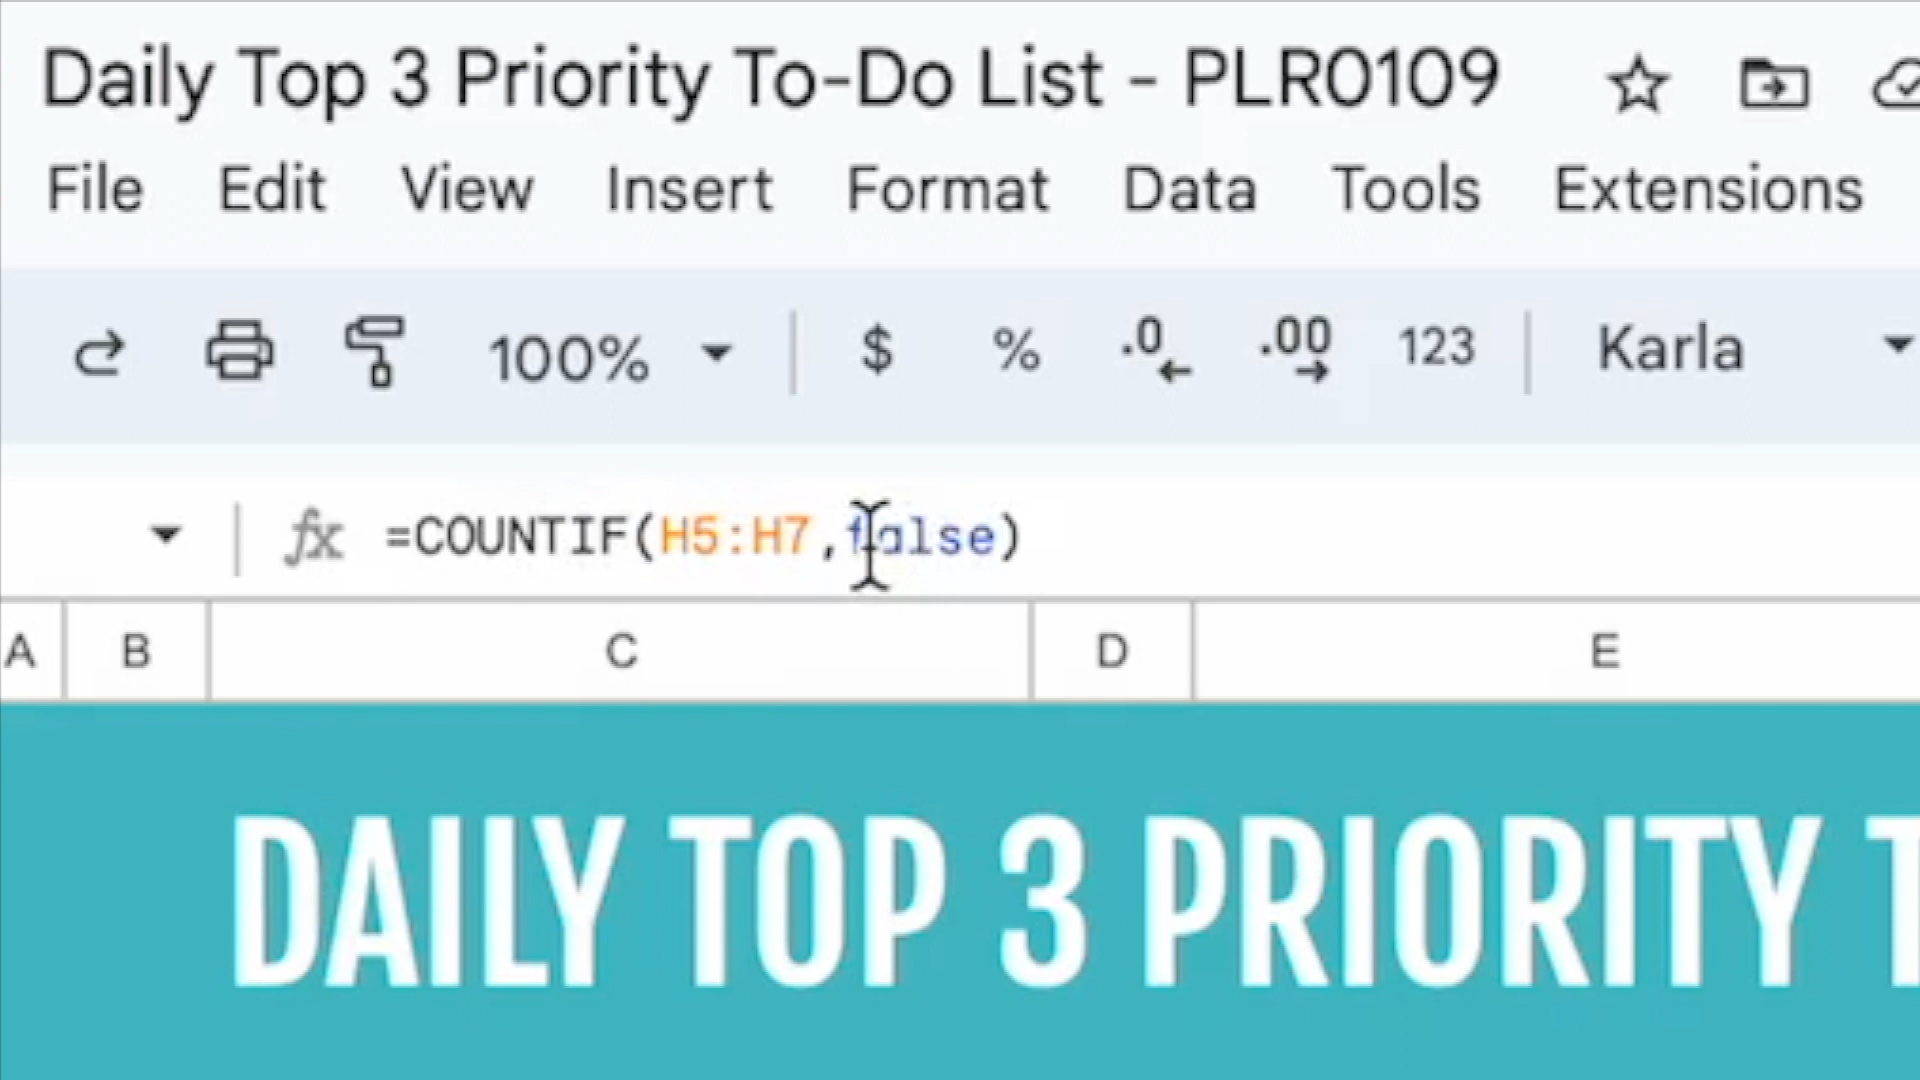 Daily Top 3 Priority To-Do List - PLR0109
File Edit View Insert Format Data Tools Extensions
100% $ % .0 .00 123 Karla
fx =COUNTIF(H5:H7,false)
A B C D E
DAILY TOP 3 PRIORITY T